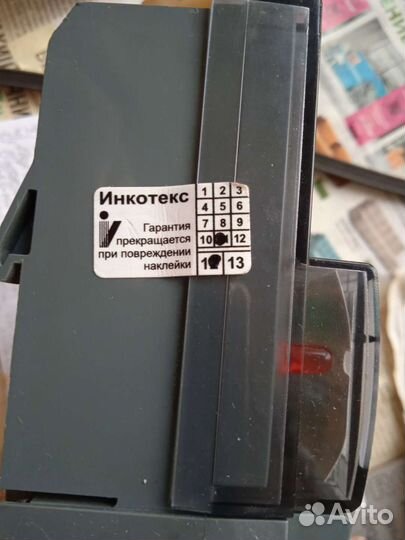 Инкотекс
Гарантия
прекращается
при повреждении
наклейки
1 2 3
4 5 6
7 8 9
10 12
13
Avito